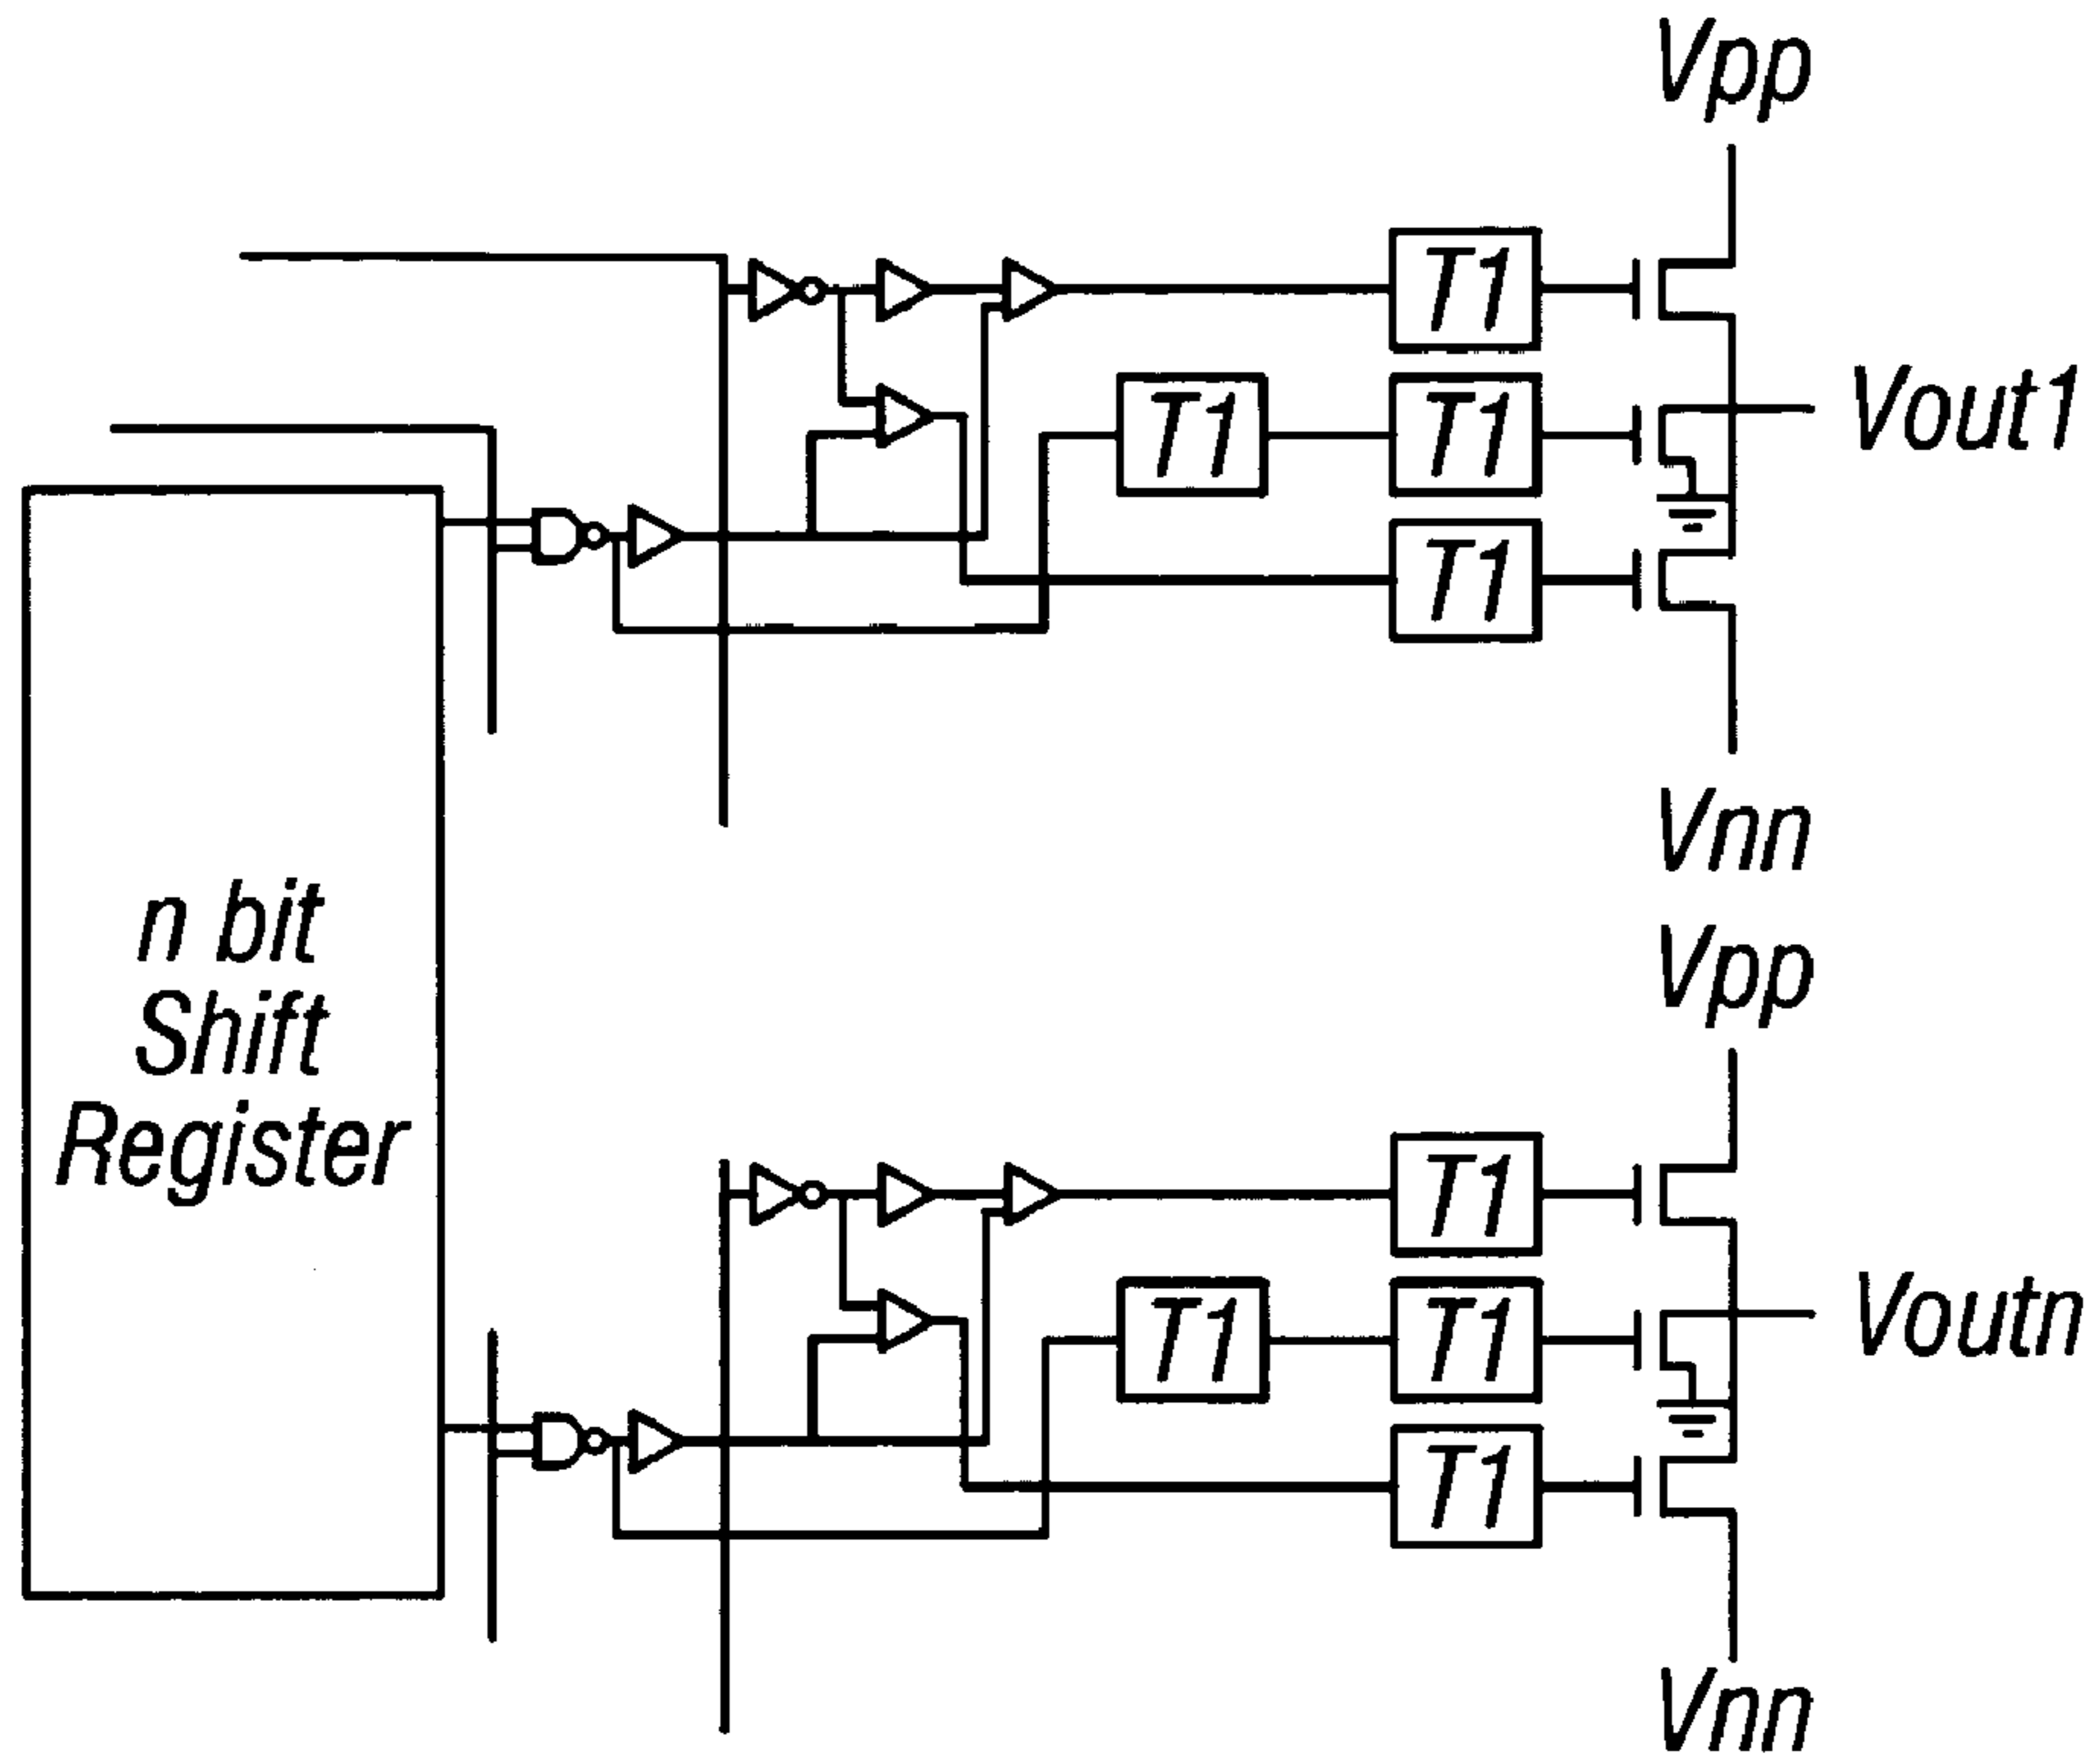 Vpp
T1
T1
T1
Vout1
T1
Vnn
n bit
Shift
Register
Vpp
T1
T1
T1
Voutn
T1
Vnn